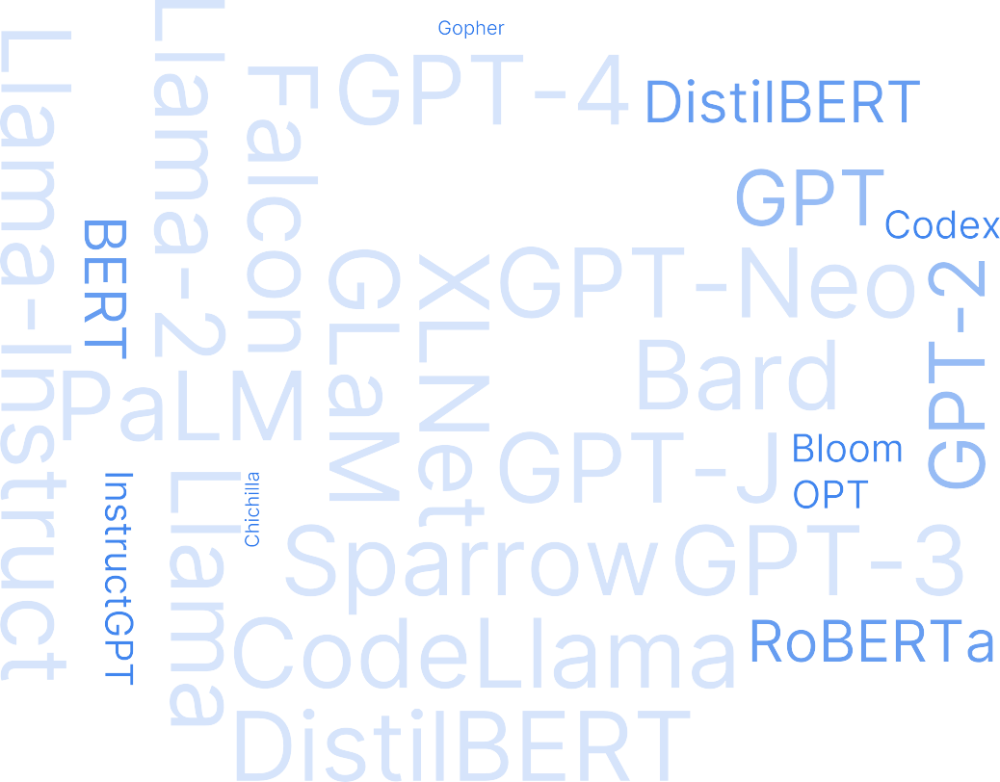 Gopher
GPT-4
DistilBERT
Llama-Instruct
Llama-2
Falcon
GPT
Codex
BERT
GLaM
XLNet
GPT-Neo
GPT-2
Bard
PaLM
GPT-J
Bloom
OPT
InstructGPT
Llama
Chichilla
Sparrow
GPT-3
CodeLlama
RoBERTa
DistilBERT